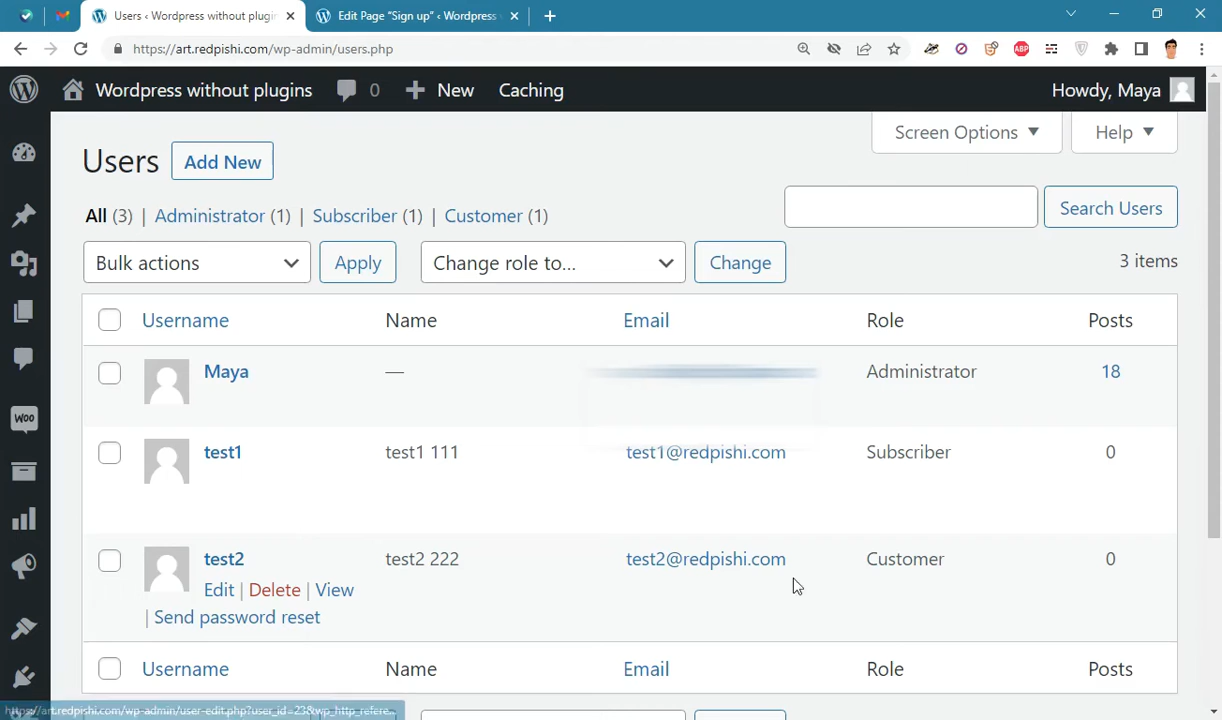 Users ‹ Wordpress without plugin
Edit Page “Sign up” ‹ Wordpress
https://art.redpishi.com/wp-admin/users.php
ABP
Wordpress without plugins 0 New Caching Howdy, Maya
Screen Options Help
Users Add New
All (3) | Administrator (1) | Subscriber (1) | Customer (1)
Search Users
Bulk actions Apply Change role to... Change 3 items
Username Name Email Role Posts
Maya — Administrator 18
test1 test1 111 test1@redpishi.com Subscriber 0
Woo
test2 test2 222 test2@redpishi.com Customer 0
Edit | Delete | View
| Send password reset
Username Name Email Role Posts
https://art.redpishi.com/wp-admin/user-edit.php?user_id=23&wp_http_refere...